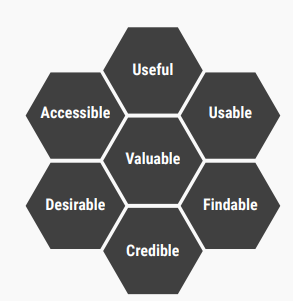 Useful
Accessible
Usable
Valuable
Desirable
Findable
Credible